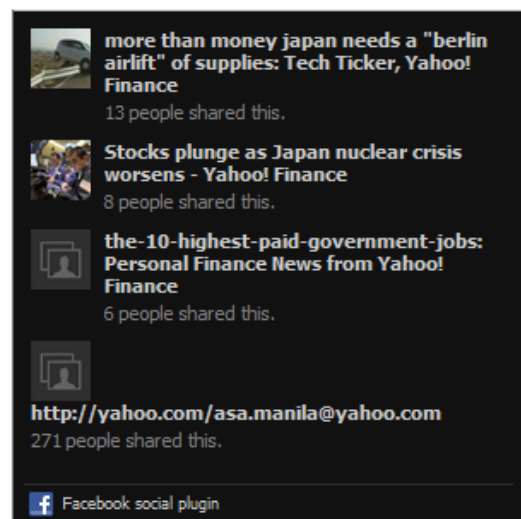 more than money japan needs a "berlin
airlift" of supplies: Tech Ticker, Yahoo!
Finance
13 people shared this.
Stocks plunge as Japan nuclear crisis
worsens - Yahoo! Finance
8 people shared this.
the-10-highest-paid-government-jobs:
Personal Finance News from Yahoo!
Finance
6 people shared this.
http://yahoo.com/asa.manila@yahoo.com
271 people shared this.
Facebook social plugin